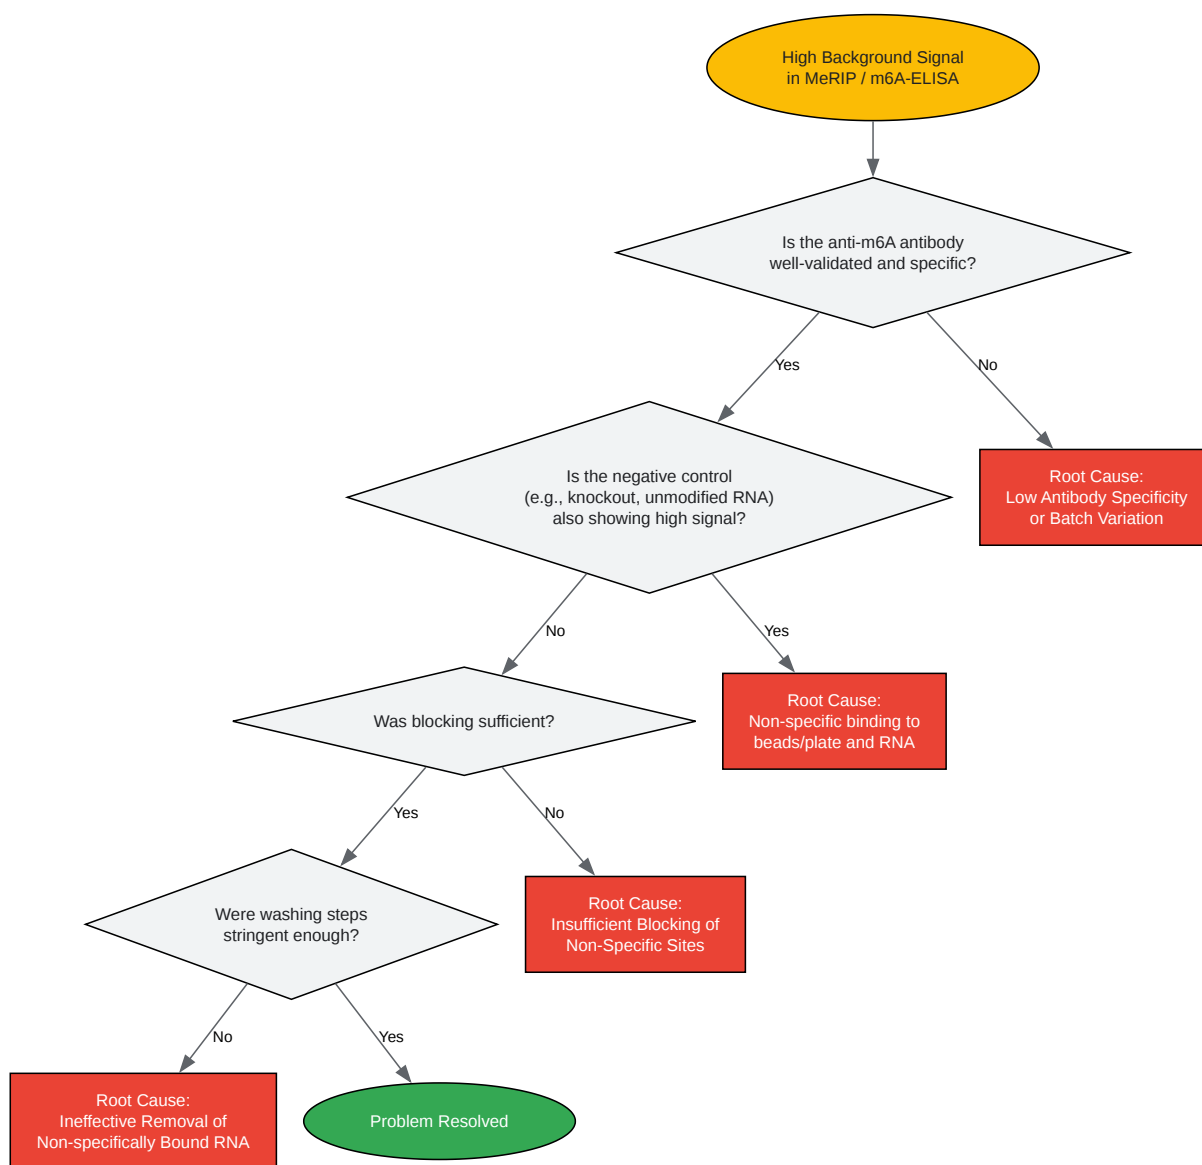 High Background Signal
in MeRIP / m6A-ELISA
Is the anti-m6A antibody
well-validated and specific?
Yes
No
Is the negative control
(e.g., knockout, unmodified RNA)
also showing high signal?
Root Cause:
Low Antibody Specificity
or Batch Variation
No
Yes
Was blocking sufficient?
Root Cause:
Non-specific binding to
beads/plate and RNA
Yes
No
Were washing steps
stringent enough?
Root Cause:
Insufficient Blocking of
Non-Specific Sites
No
Yes
Root Cause:
Ineffective Removal of
Non-specifically Bound RNA
Problem Resolved